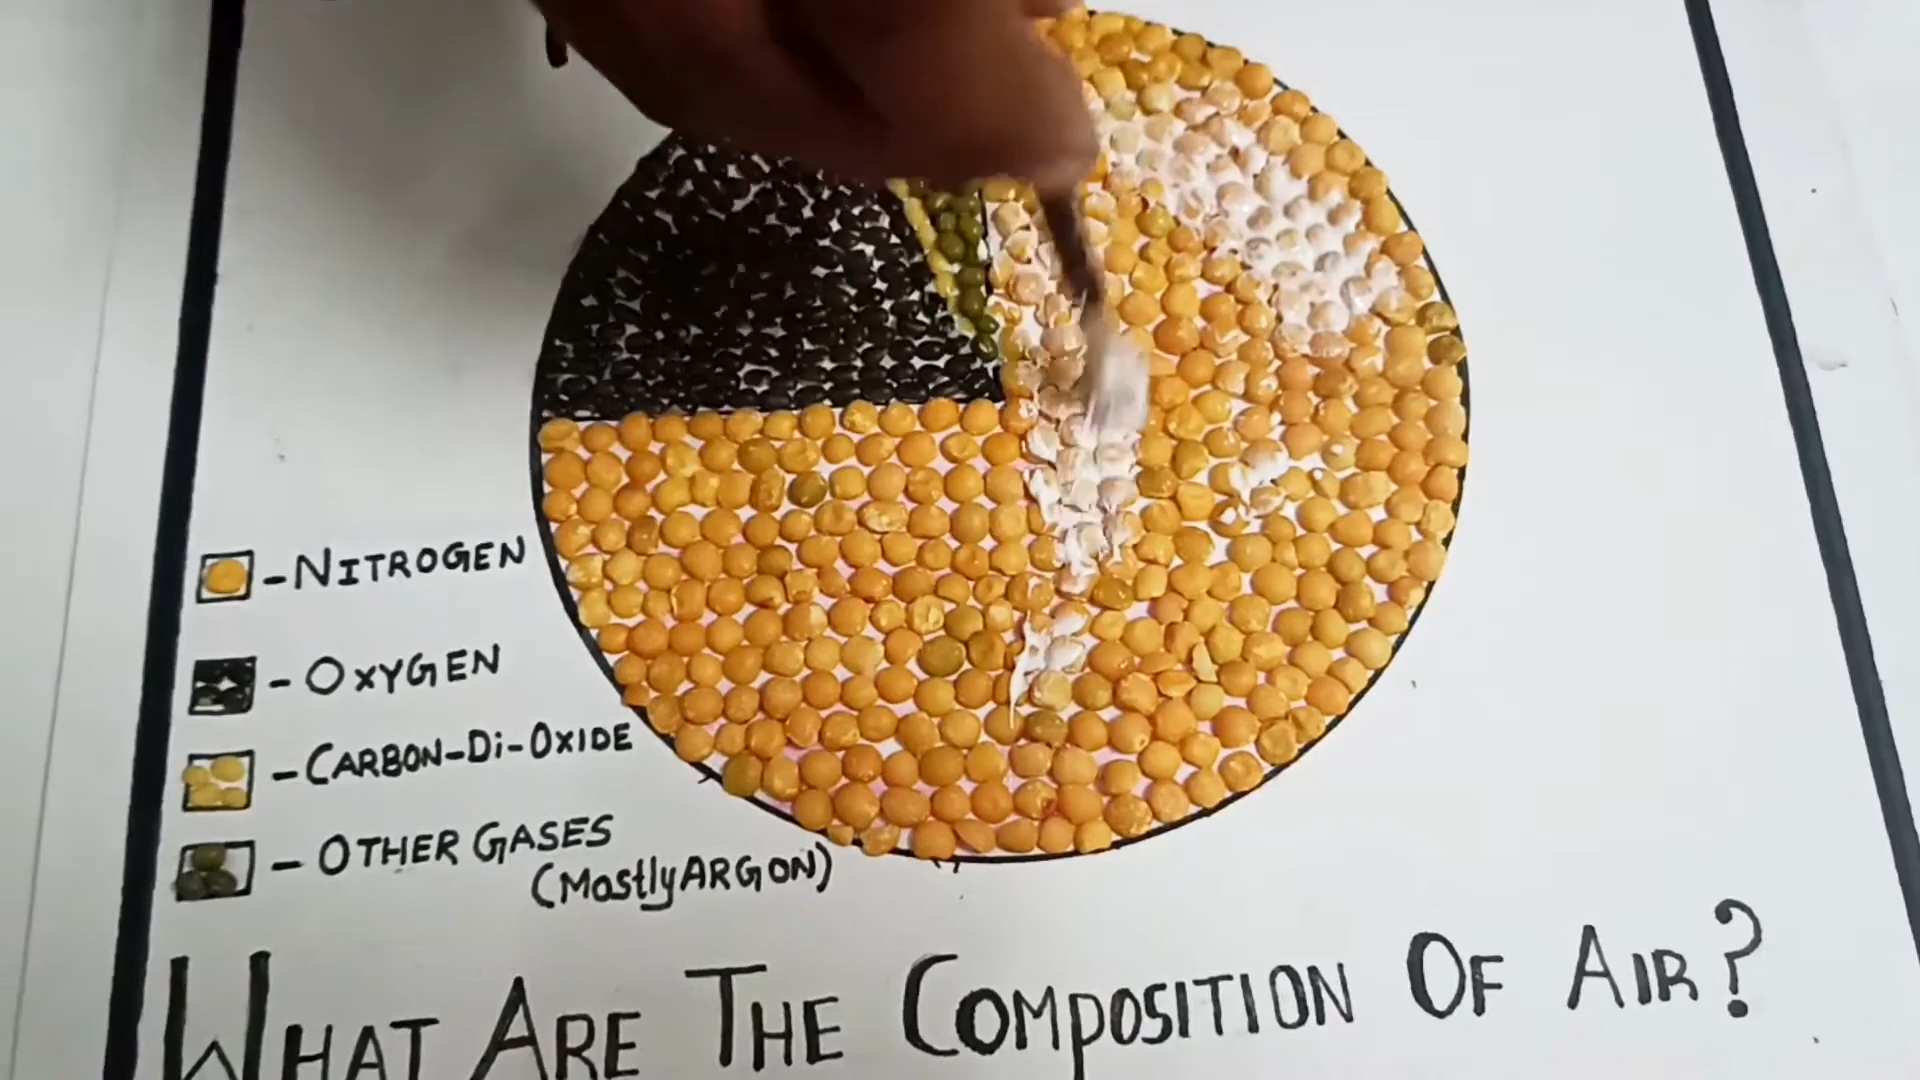 - NITROGEN
- OXYGEN
- CARBON-Di-OXIDE
- OTHER GASES
(MostlyARGON)
WHAT ARE THE COMPOSITION OF AIR?